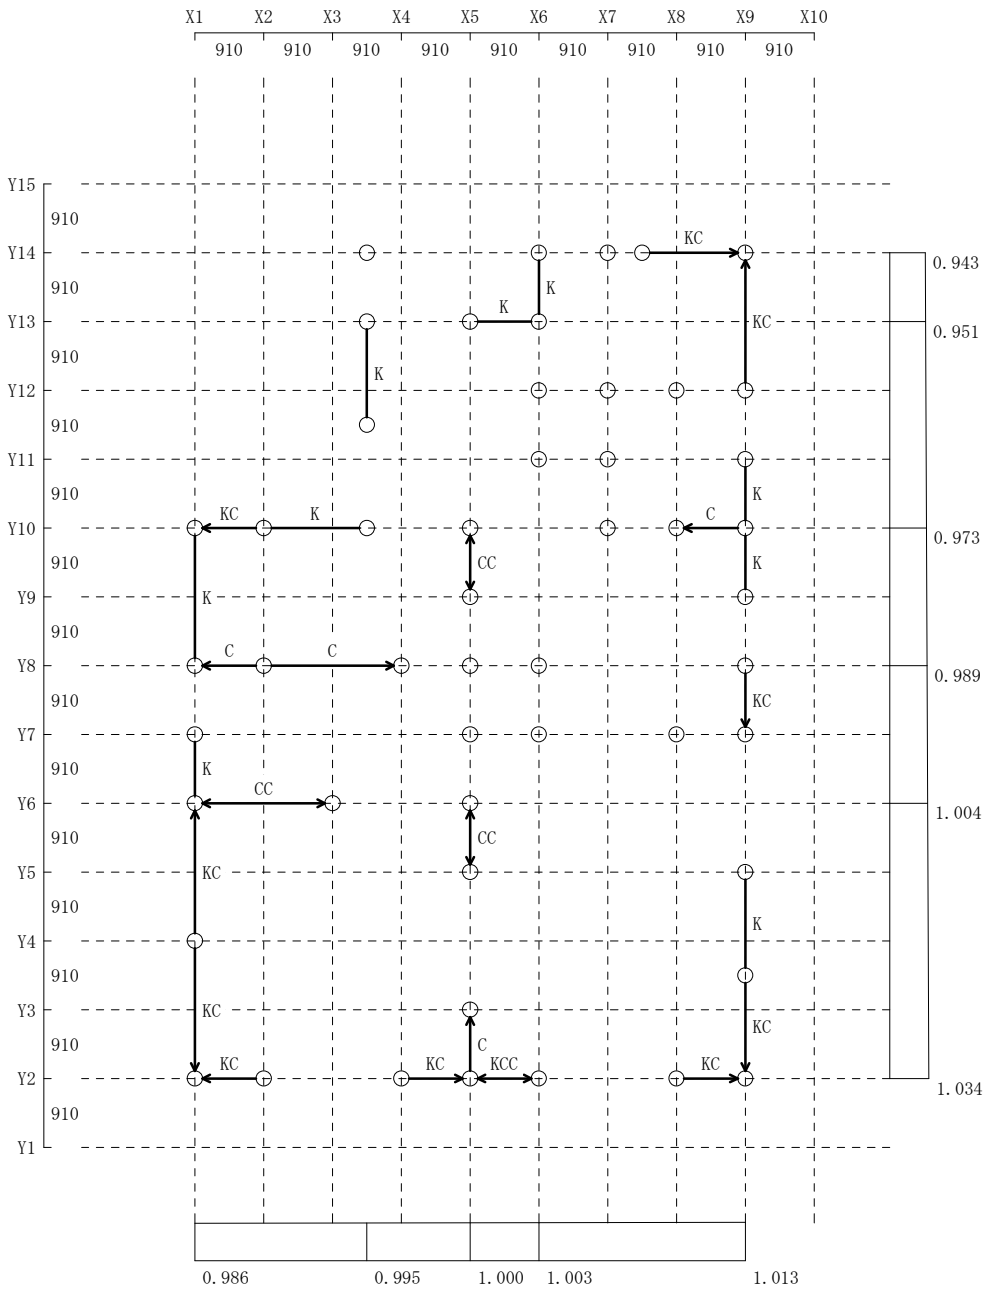 X1 X2 X3 X4 X5 X6 X7 X8 X9 X10
910 910 910 910 910 910 910 910 910
Y15
910
Y14 KC
0.943
910 K
Y13 K KC
0.951
910 K
Y12
910
Y11
910 K
Y10 KC K C
0.973
910 CC K
Y9 K
910
Y8 C C
0.989
910 KC
Y7
910 K
Y6 CC
1.004
910 CC
Y5 KC
910 K
Y4
910
Y3 KC KC
910 C
Y2 KC KC KCC KC
1.034
910
Y1
0.986 0.995 1.000 1.003 1.013